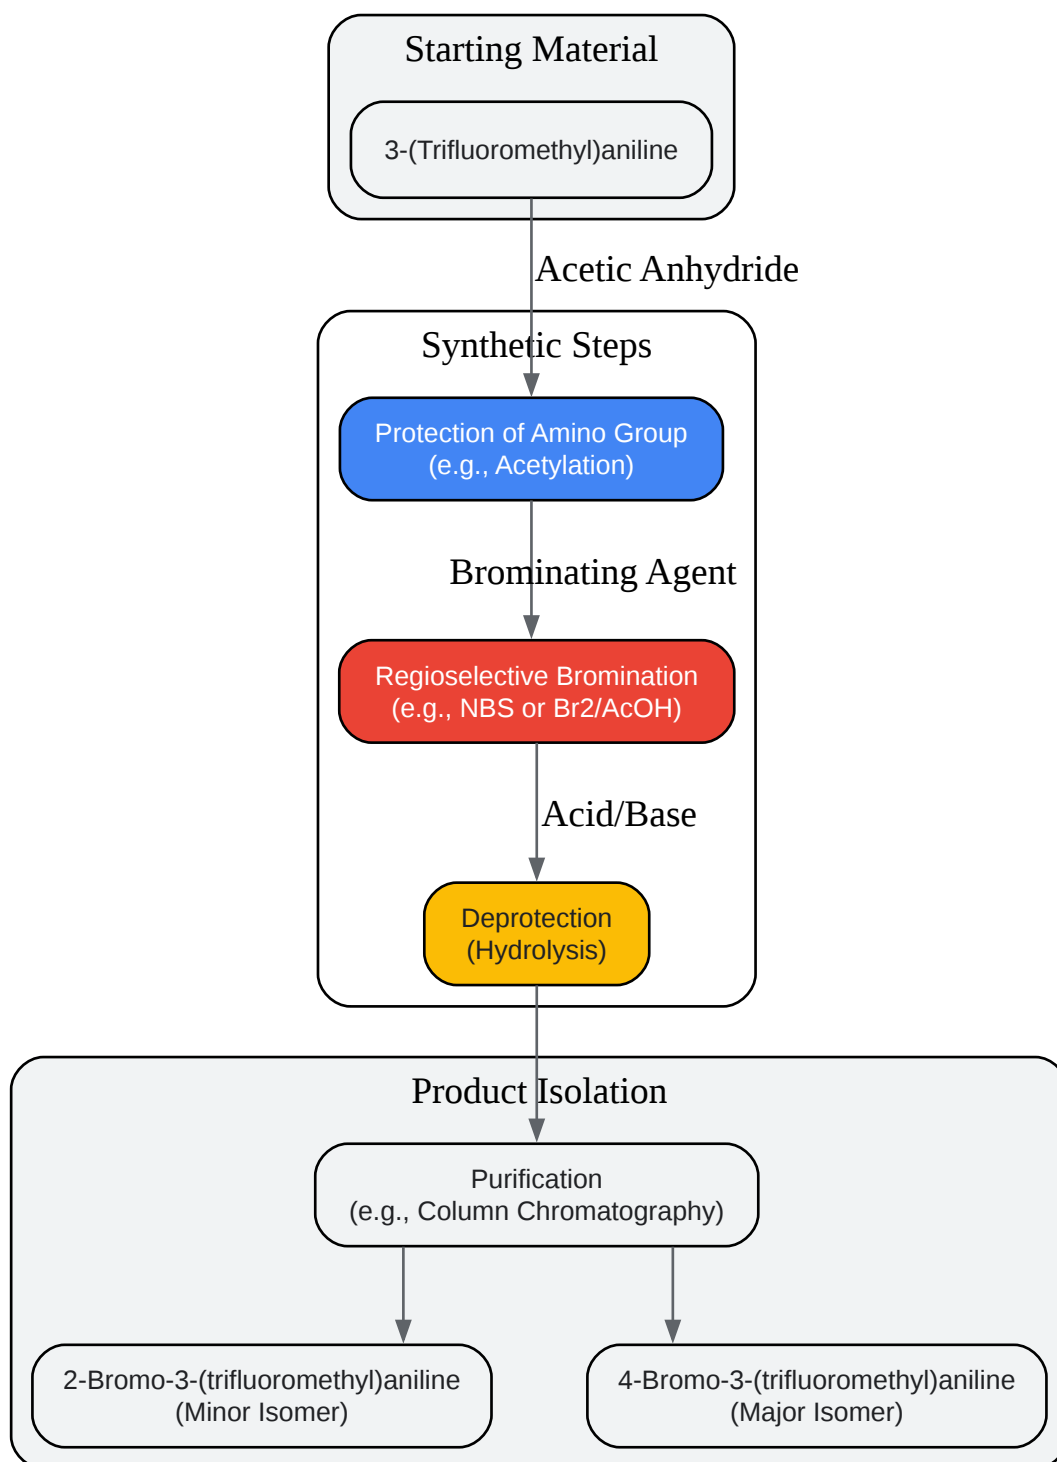 Starting Material
3-(Trifluoromethyl)aniline
Acetic Anhydride
Synthetic Steps
Protection of Amino Group
(e.g., Acetylation)
Brominating Agent
Regioselective Bromination
(e.g., NBS or Br2/AcOH)
Acid/Base
Deprotection
(Hydrolysis)
Product Isolation
Purification
(e.g., Column Chromatography)
2-Bromo-3-(trifluoromethyl)aniline
(Minor Isomer)
4-Bromo-3-(trifluoromethyl)aniline
(Major Isomer)